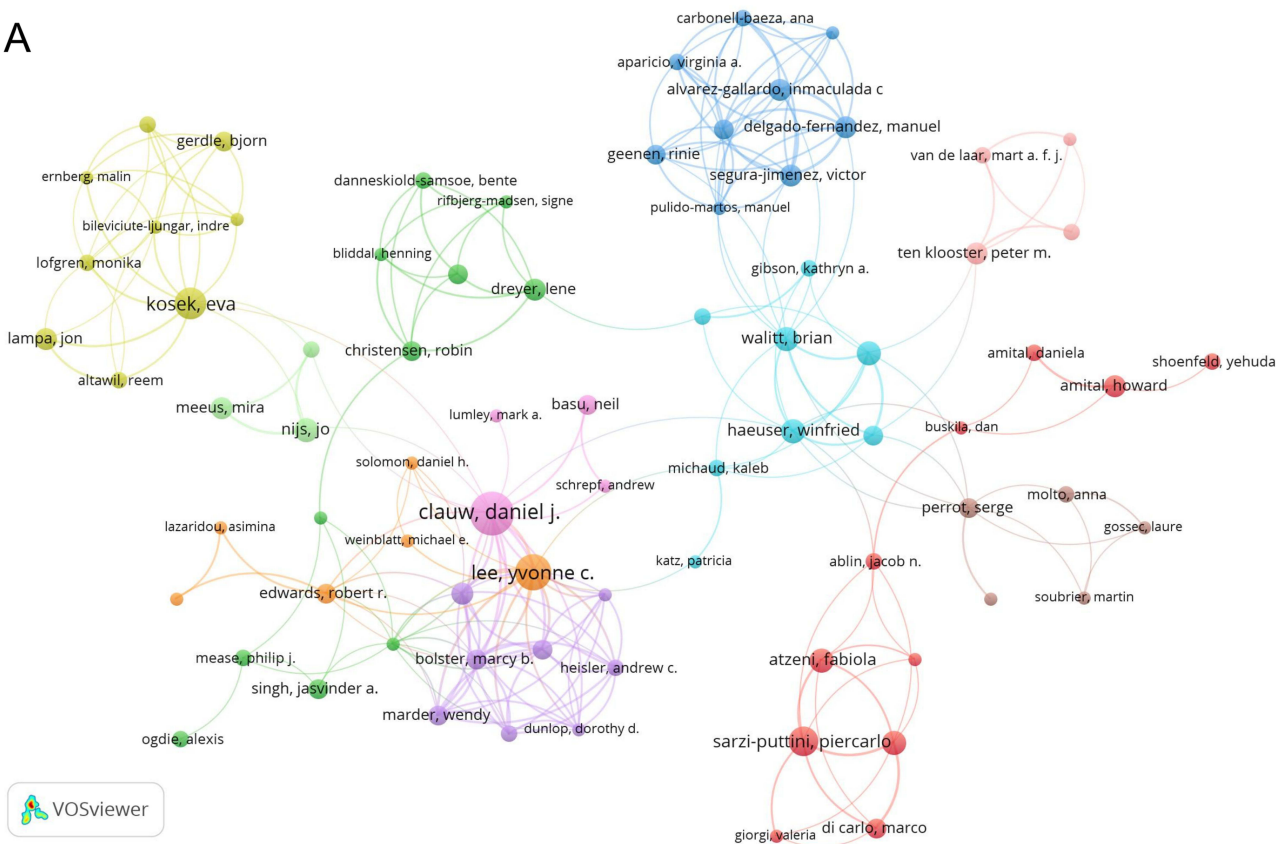 A
carbonell-baeza, ana
aparicio, virginia a.
alvarez-gallardo, inmaculada c
delgado-fernandez, manuel
geenen, rinie
segura-jimenez, victor
pulido-martos, manuel
gerdle, bjorn
ernberg, malin
bileviciute-ljungar, indre
lofgren, monika
kosek, eva
lampa, jon
altawil, reem
danneskiold-samsoe, bente
rifbjerg-madsen, signe
bliddal, henning
dreyer, lene
christensen, robin
van de laar, mart a. f. j.
ten klooster, peter m.
gibson, kathryn a.
walitt, brian
haeuser, winfried
michaud, kaleb
katz, patricia
amital, daniela
shoenfeld, yehuda
amital, howard
buskila, dan
meeus, mira
nijs, jo
lumley, mark a.
basu, neil
schrepf, andrew
clauw, daniel j.
solomon, daniel h.
weinblatt, michael e.
lazaridou, asimina
lee, yvonne c.
edwards, robert r.
perrot, serge
molto, anna
gossec, laure
soubrier, martin
ablin, jacob n.
mease, philip j.
singh, jasvinder a.
ogdie, alexis
bolster, marcy b.
heisler, andrew c.
marder, wendy
dunlop, dorothy d.
atzeni, fabiola
sarzi-puttini, piercarlo
giorgi, valeria
di carlo, marco
VOSviewer